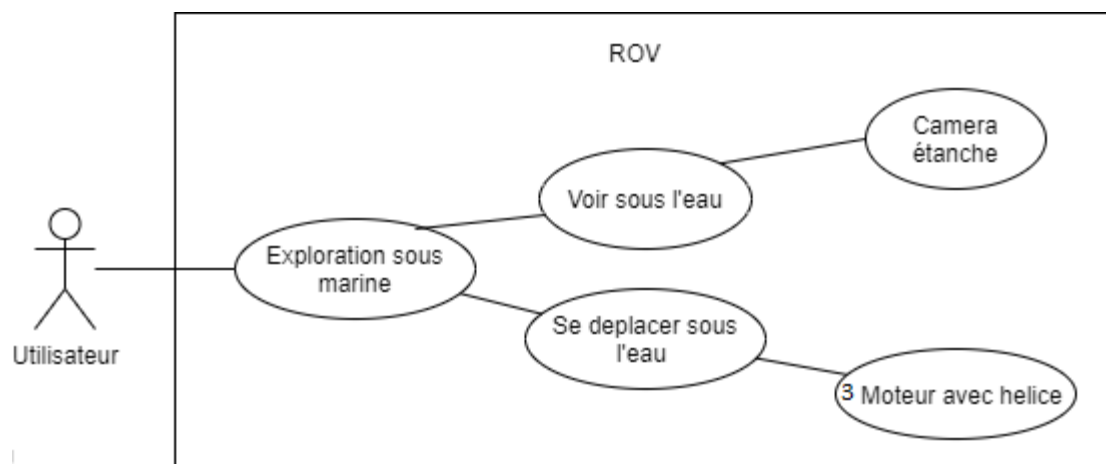 ROV
Camera
étanche
Voir sous l'eau
Exploration sous
marine
Se deplacer sous
l'eau
3 Moteur avec helice
Utilisateur